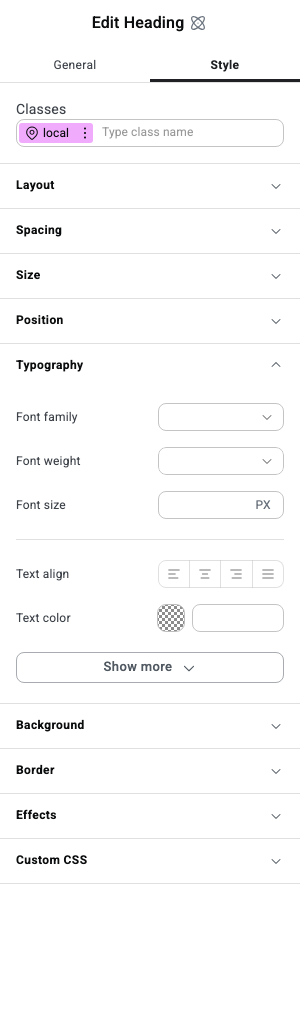 Edit Heading
General Style
Classes
local Type class name
Layout
Spacing
Size
Position
Typography
Font family
Font weight
Font size PX
Text align
Text color
Show more
Background
Border
Effects
Custom CSS